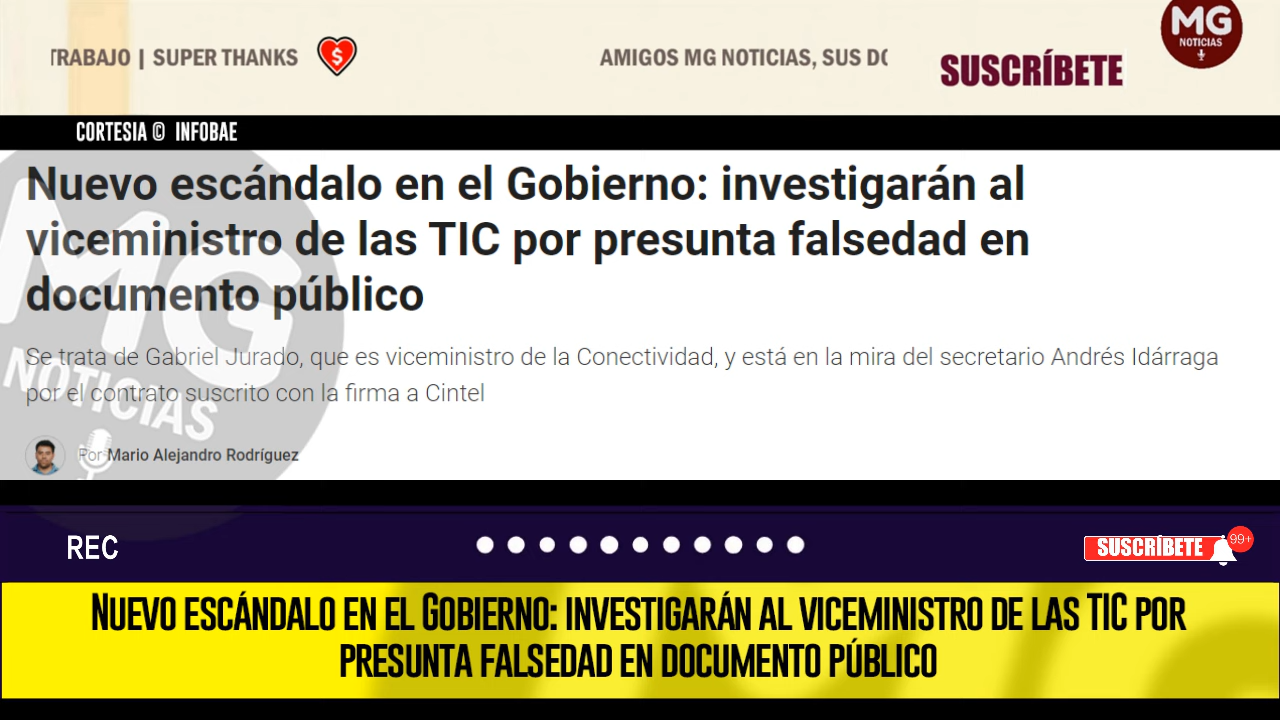 TRABAJO | SUPER THANKS
AMIGOS MG NOTICIAS, SUS DO
SUSCRÍBETE
MG
NOTICIAS
CORTESIA © INFOBAE
Nuevo escándalo en el Gobierno: investigarán al
viceministro de las TIC por presunta falsedad en
documento público
Se trata de Gabriel Jurado, que es viceministro de la Conectividad, y está en la mira del secretario Andrés Idárraga
por el contrato suscrito con la firma a Cintel
Por Mario Alejandro Rodríguez
MG
NOTICIAS
REC
SUSCRÍBETE
99+
NUEVO ESCÁNDALO EN EL GOBIERNO: INVESTIGARÁN AL VICEMINISTRO DE LAS TIC POR
PRESUNTA FALSEDAD EN DOCUMENTO PÚBLICO